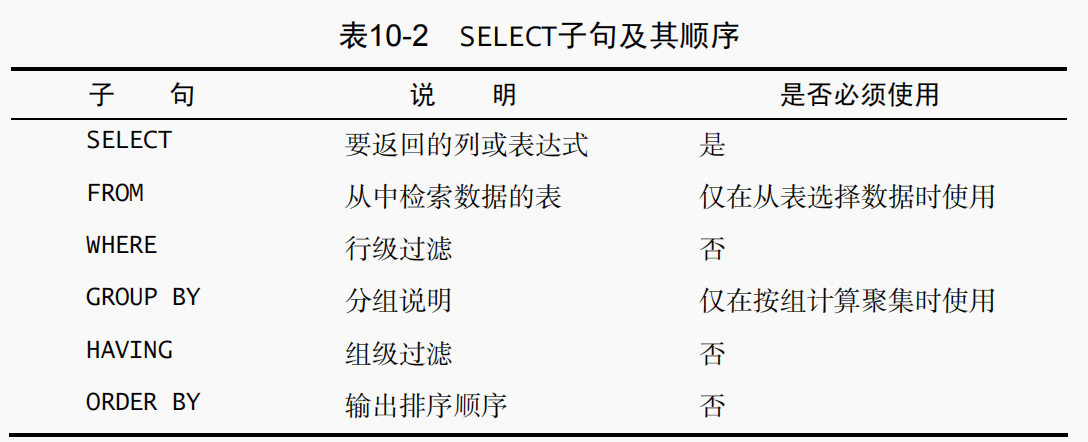 表10-2 SELECT子句及其顺序
子 句 说 明 是否必须使用
SELECT 要返回的列或表达式 是
FROM 从中检索数据的表 仅在从表选择数据时使用
WHERE 行级过滤 否
GROUP BY 分组说明 仅在按组计算聚集时使用
HAVING 组级过滤 否
ORDER BY 输出排序顺序 否